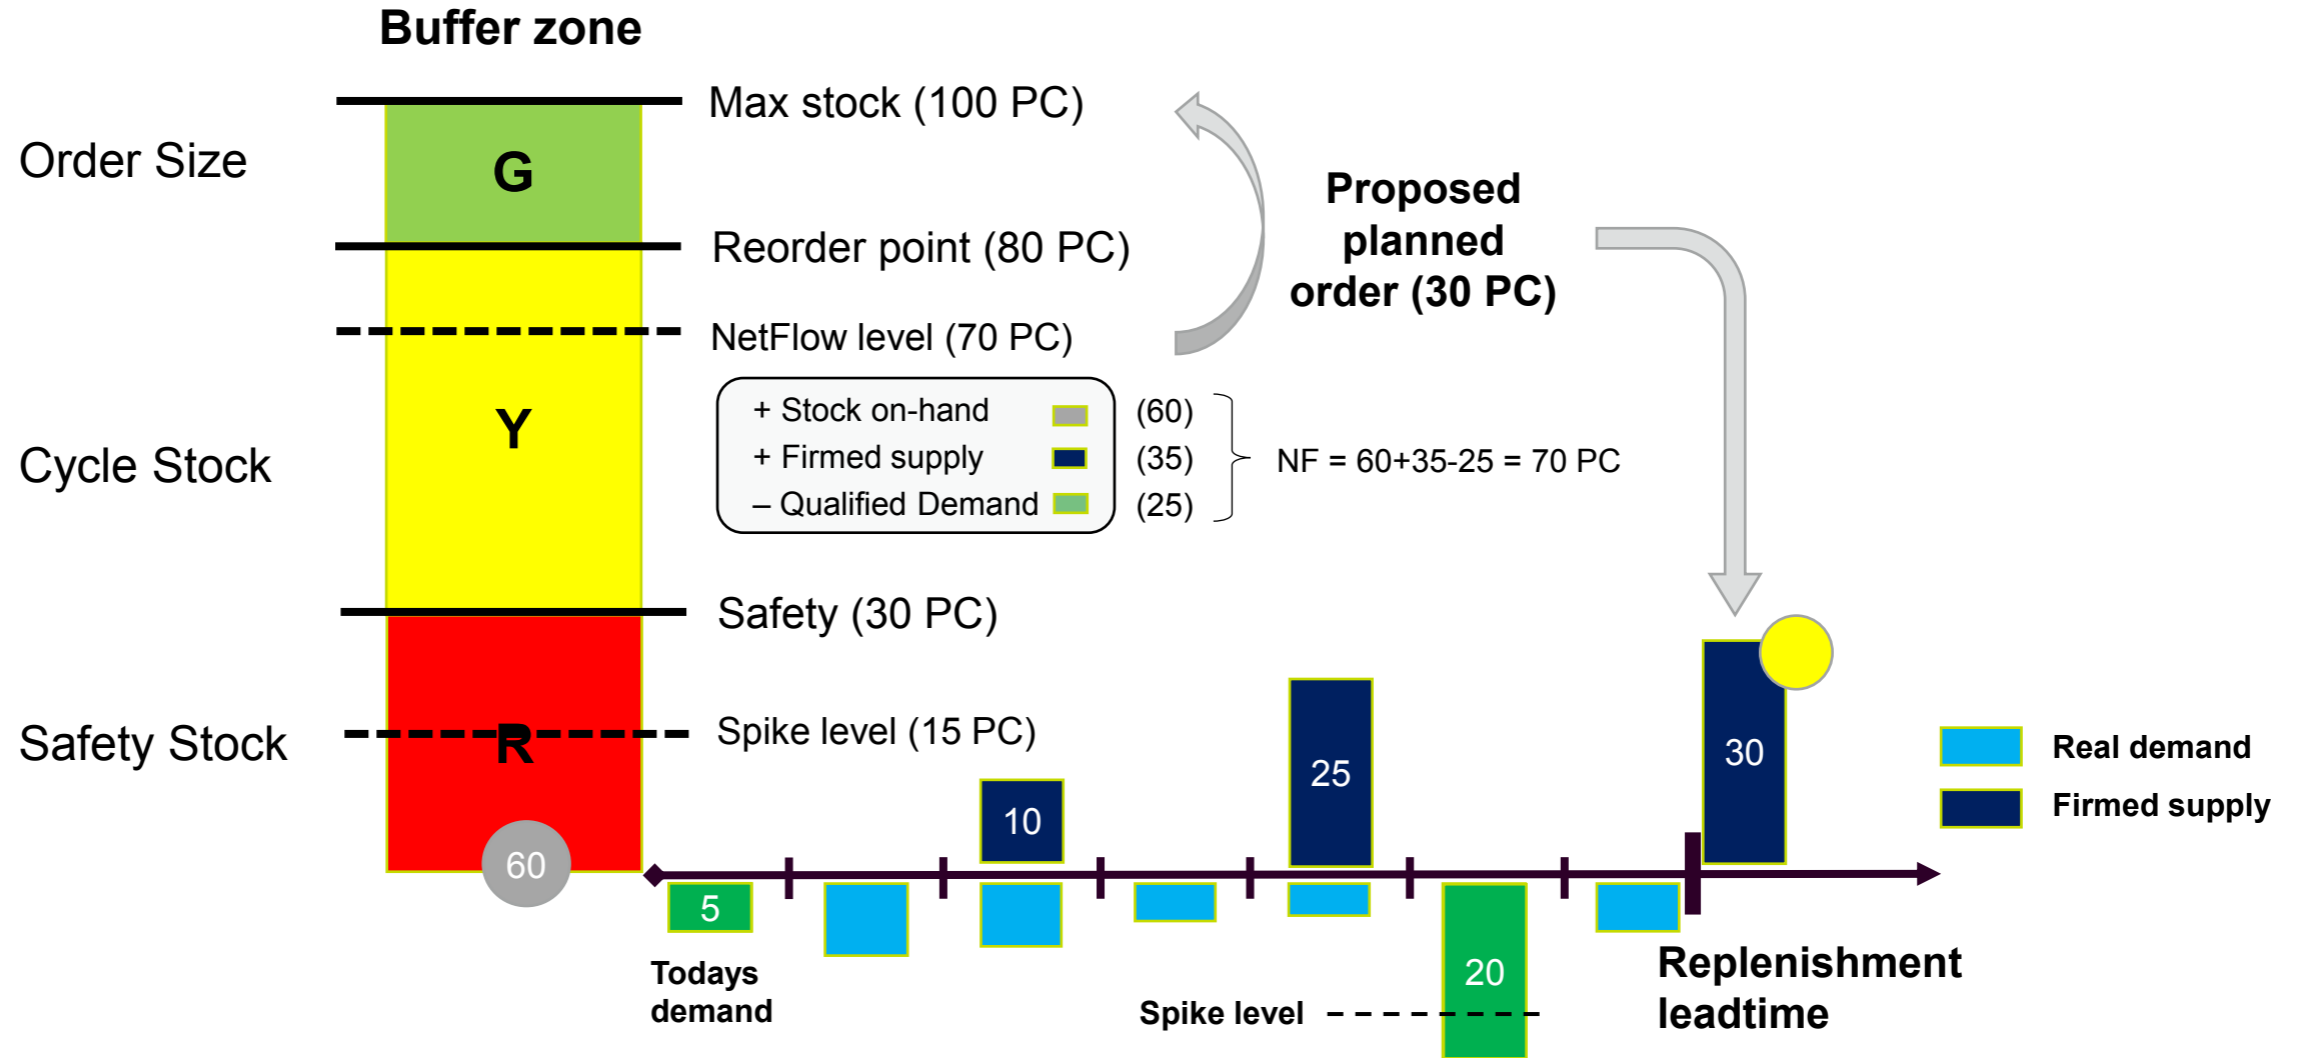 Buffer zone
Max stock (100 PC)
Order Size
G
Proposed
planned
order (30 PC)
Reorder point (80 PC)
NetFlow level (70 PC)
Y
+ Stock on-hand (60)
+ Firmed supply (35)
– Qualified Demand (25)
NF = 60+35-25 = 70 PC
Cycle Stock
Safety (30 PC)
Safety Stock
R
Spike level (15 PC)
60
10
25
30
Real demand
Firmed supply
5
20
Todays
demand
Spike level
Replenishment
leadtime